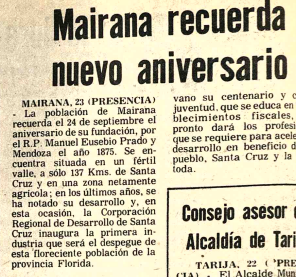 Mairana recuerda
nuevo aniversario
MAIRANA, 23 (PRESENCIA)
- La población de Mairana
recuerda el 24 de septiembre el
aniversario de su fundación, por
el R.P. Manuel Eusebio Prado y
Mendoza el año 1875. Se en-
cuentra situada en un fértil
valle, a sólo 137 Kms. de Santa
Cruz y en una zona netamente
agrícola; en los últimos años, se
ha notado su desarrollo y, en
esta ocasión, la Corporación
Regional de Desarrollo de Santa
Cruz inaugura la primera in-
dustria que será el despegue de
esta floreciente población de la
provincia Florida.
vano su centenario y
juventud, que se educa en
blecimientos fiscales,
pronto dará los profesi
que se requiere para acele
desarrollo en beneficio d
pueblo, Santa Cruz y la
toda.
Consejo asesor
Alcaldía de Tari
TARIJA, 22 (PRE
CIA) - El Alcalde Mu